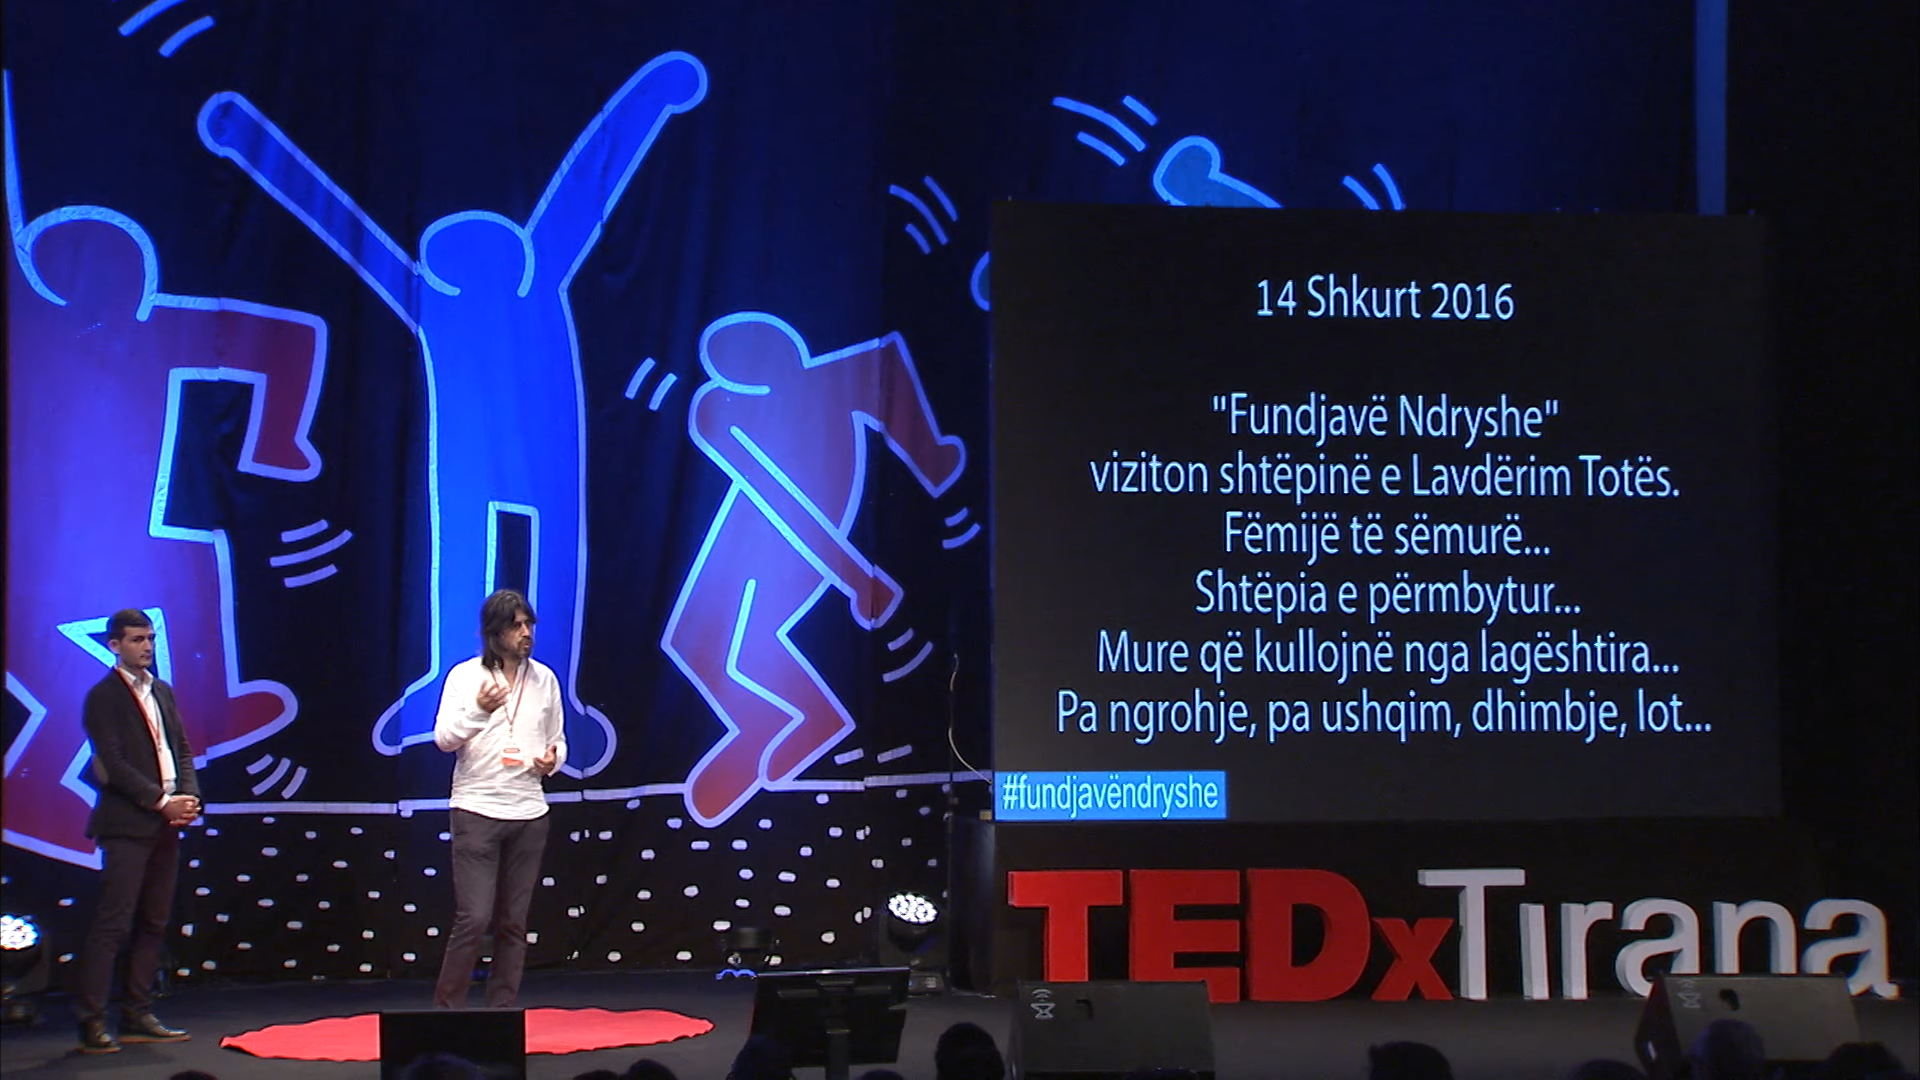 14 Shkurt 2016
"Fundjavë Ndryshe"
viziton shtëpinë e Lavdërim Totës.
Fëmijë të sëmurë...
Shtëpia e përmbytur...
Mure që kullojnë nga lagështira...
Pa ngrohje, pa ushqim, dhimbje, lot...
#fundjavëndryshe
TEDxTirana